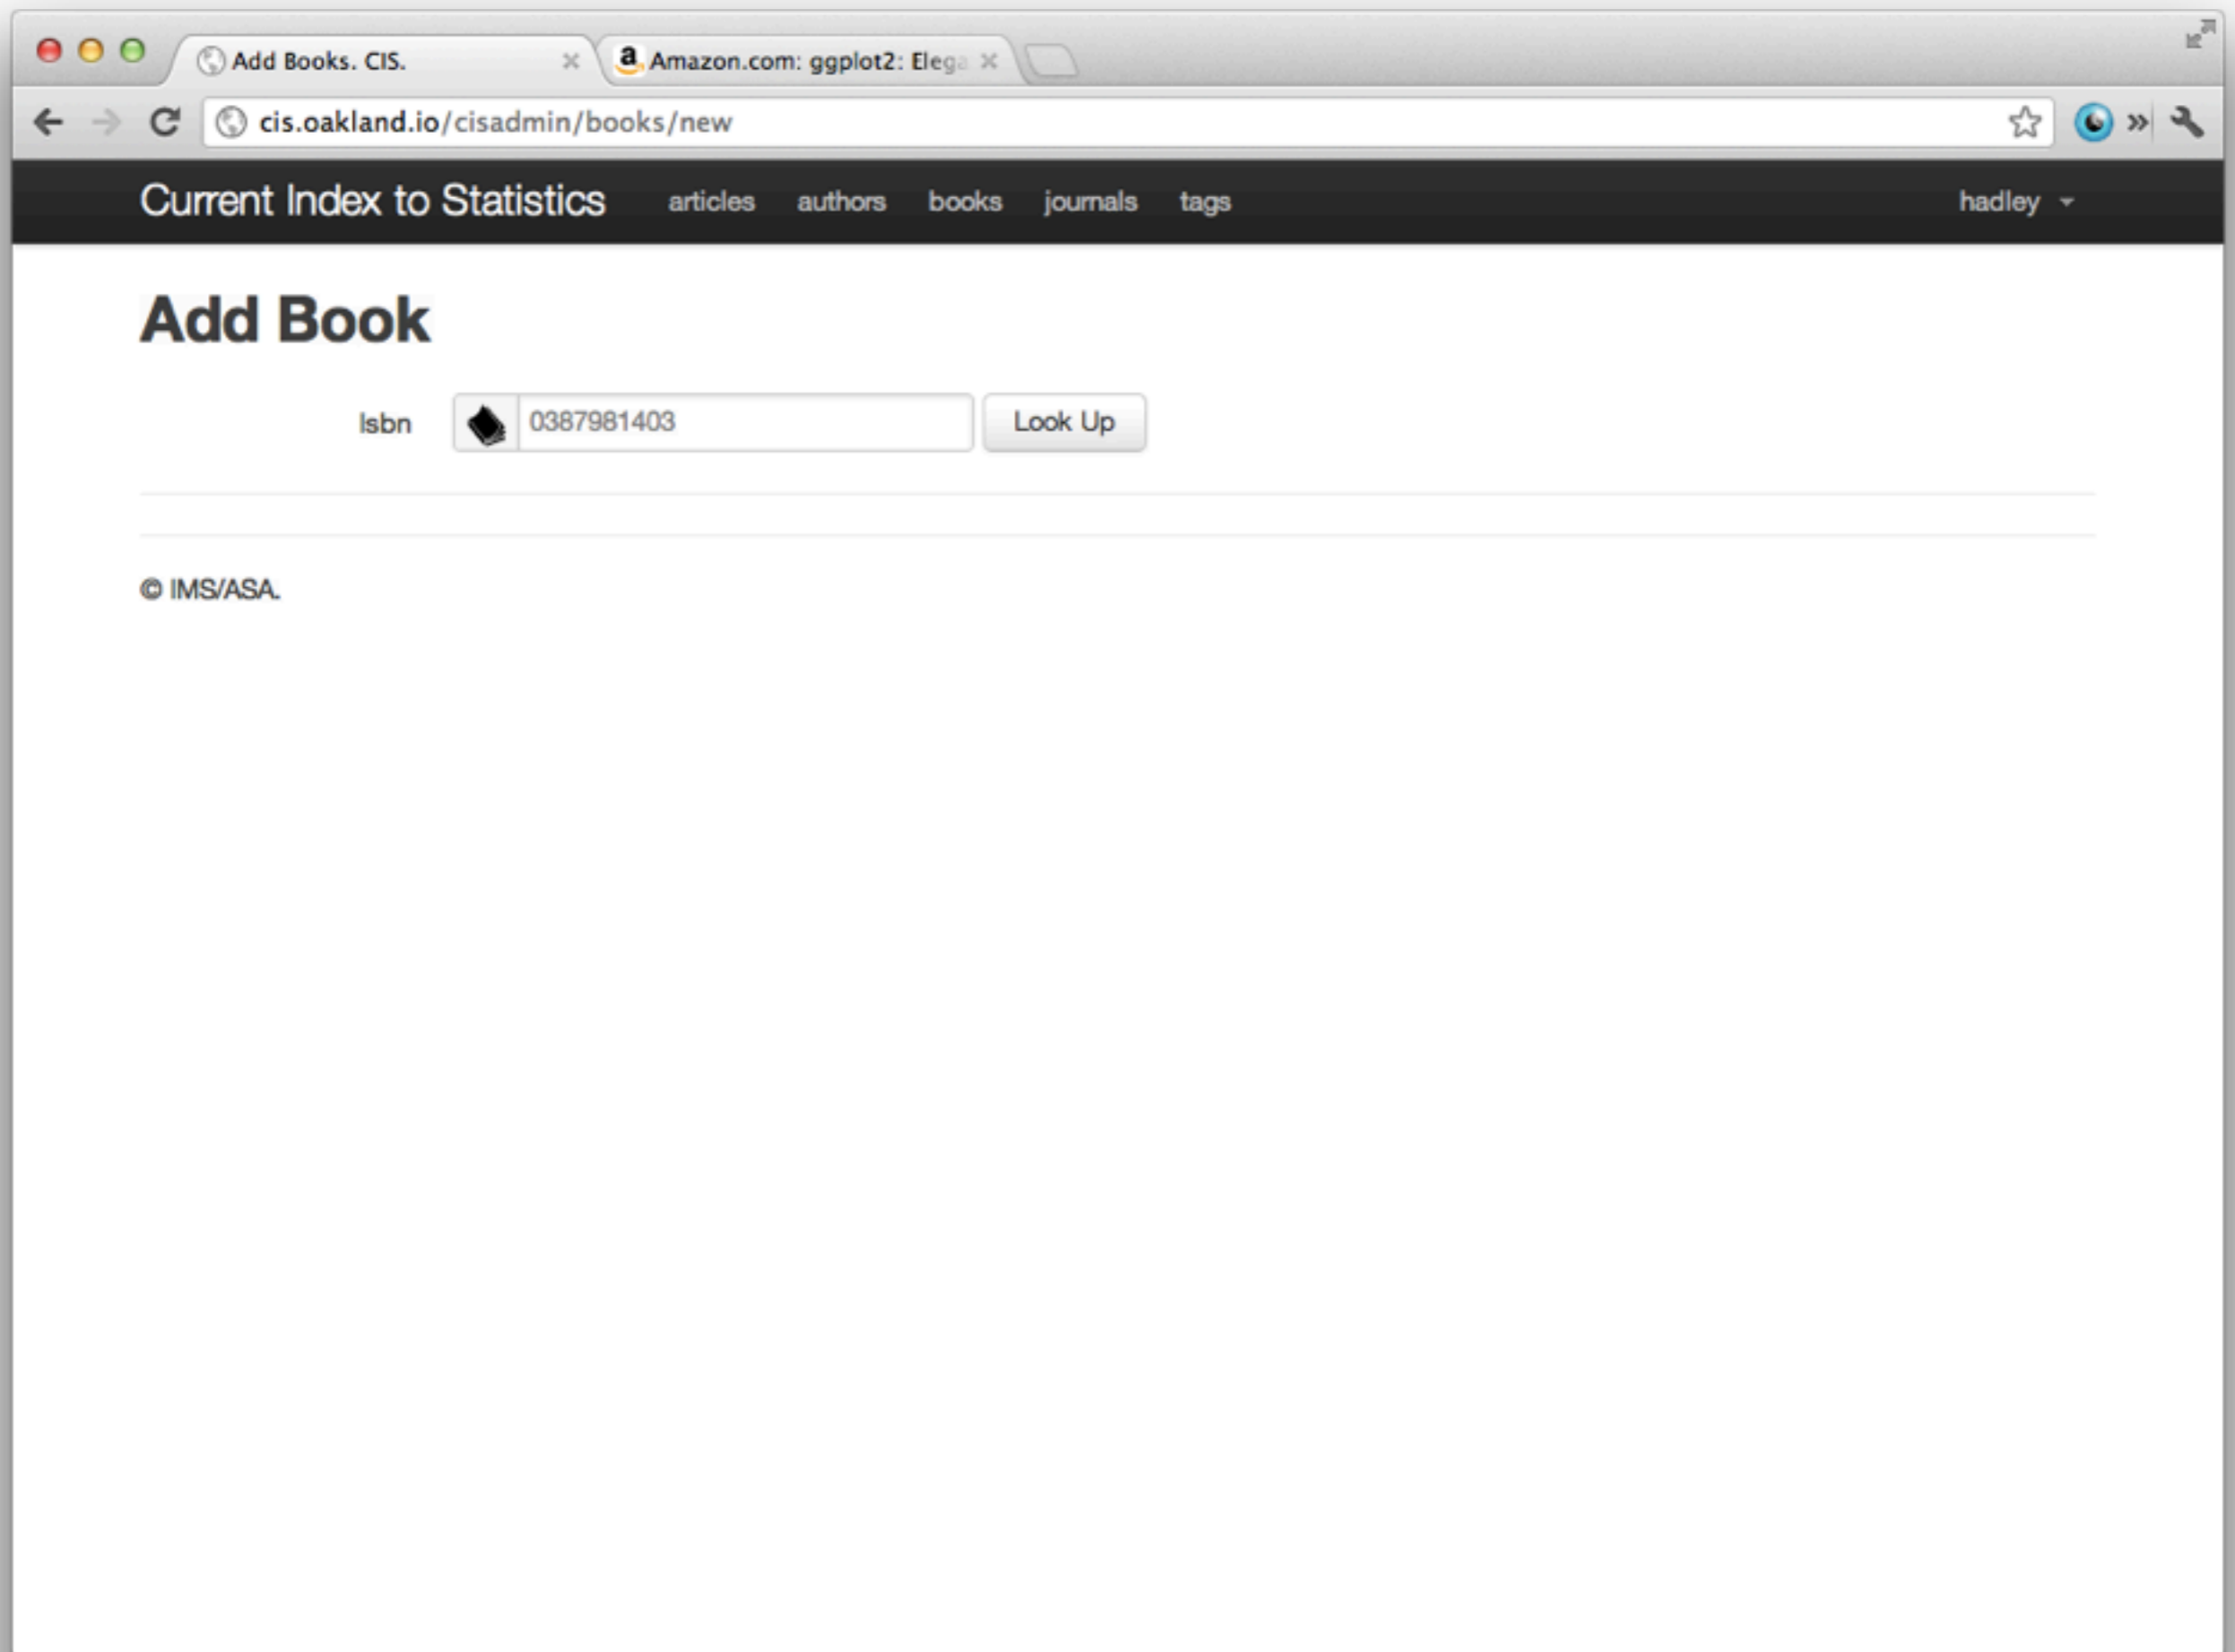 Add Books. CIS.
Amazon.com: ggplot2: Elega
cis.oakland.io/cisadmin/books/new
Current Index to Statistics articles authors books journals tags hadley
Add Book
Isbn 0387981403 Look Up
© IMS/ASA.